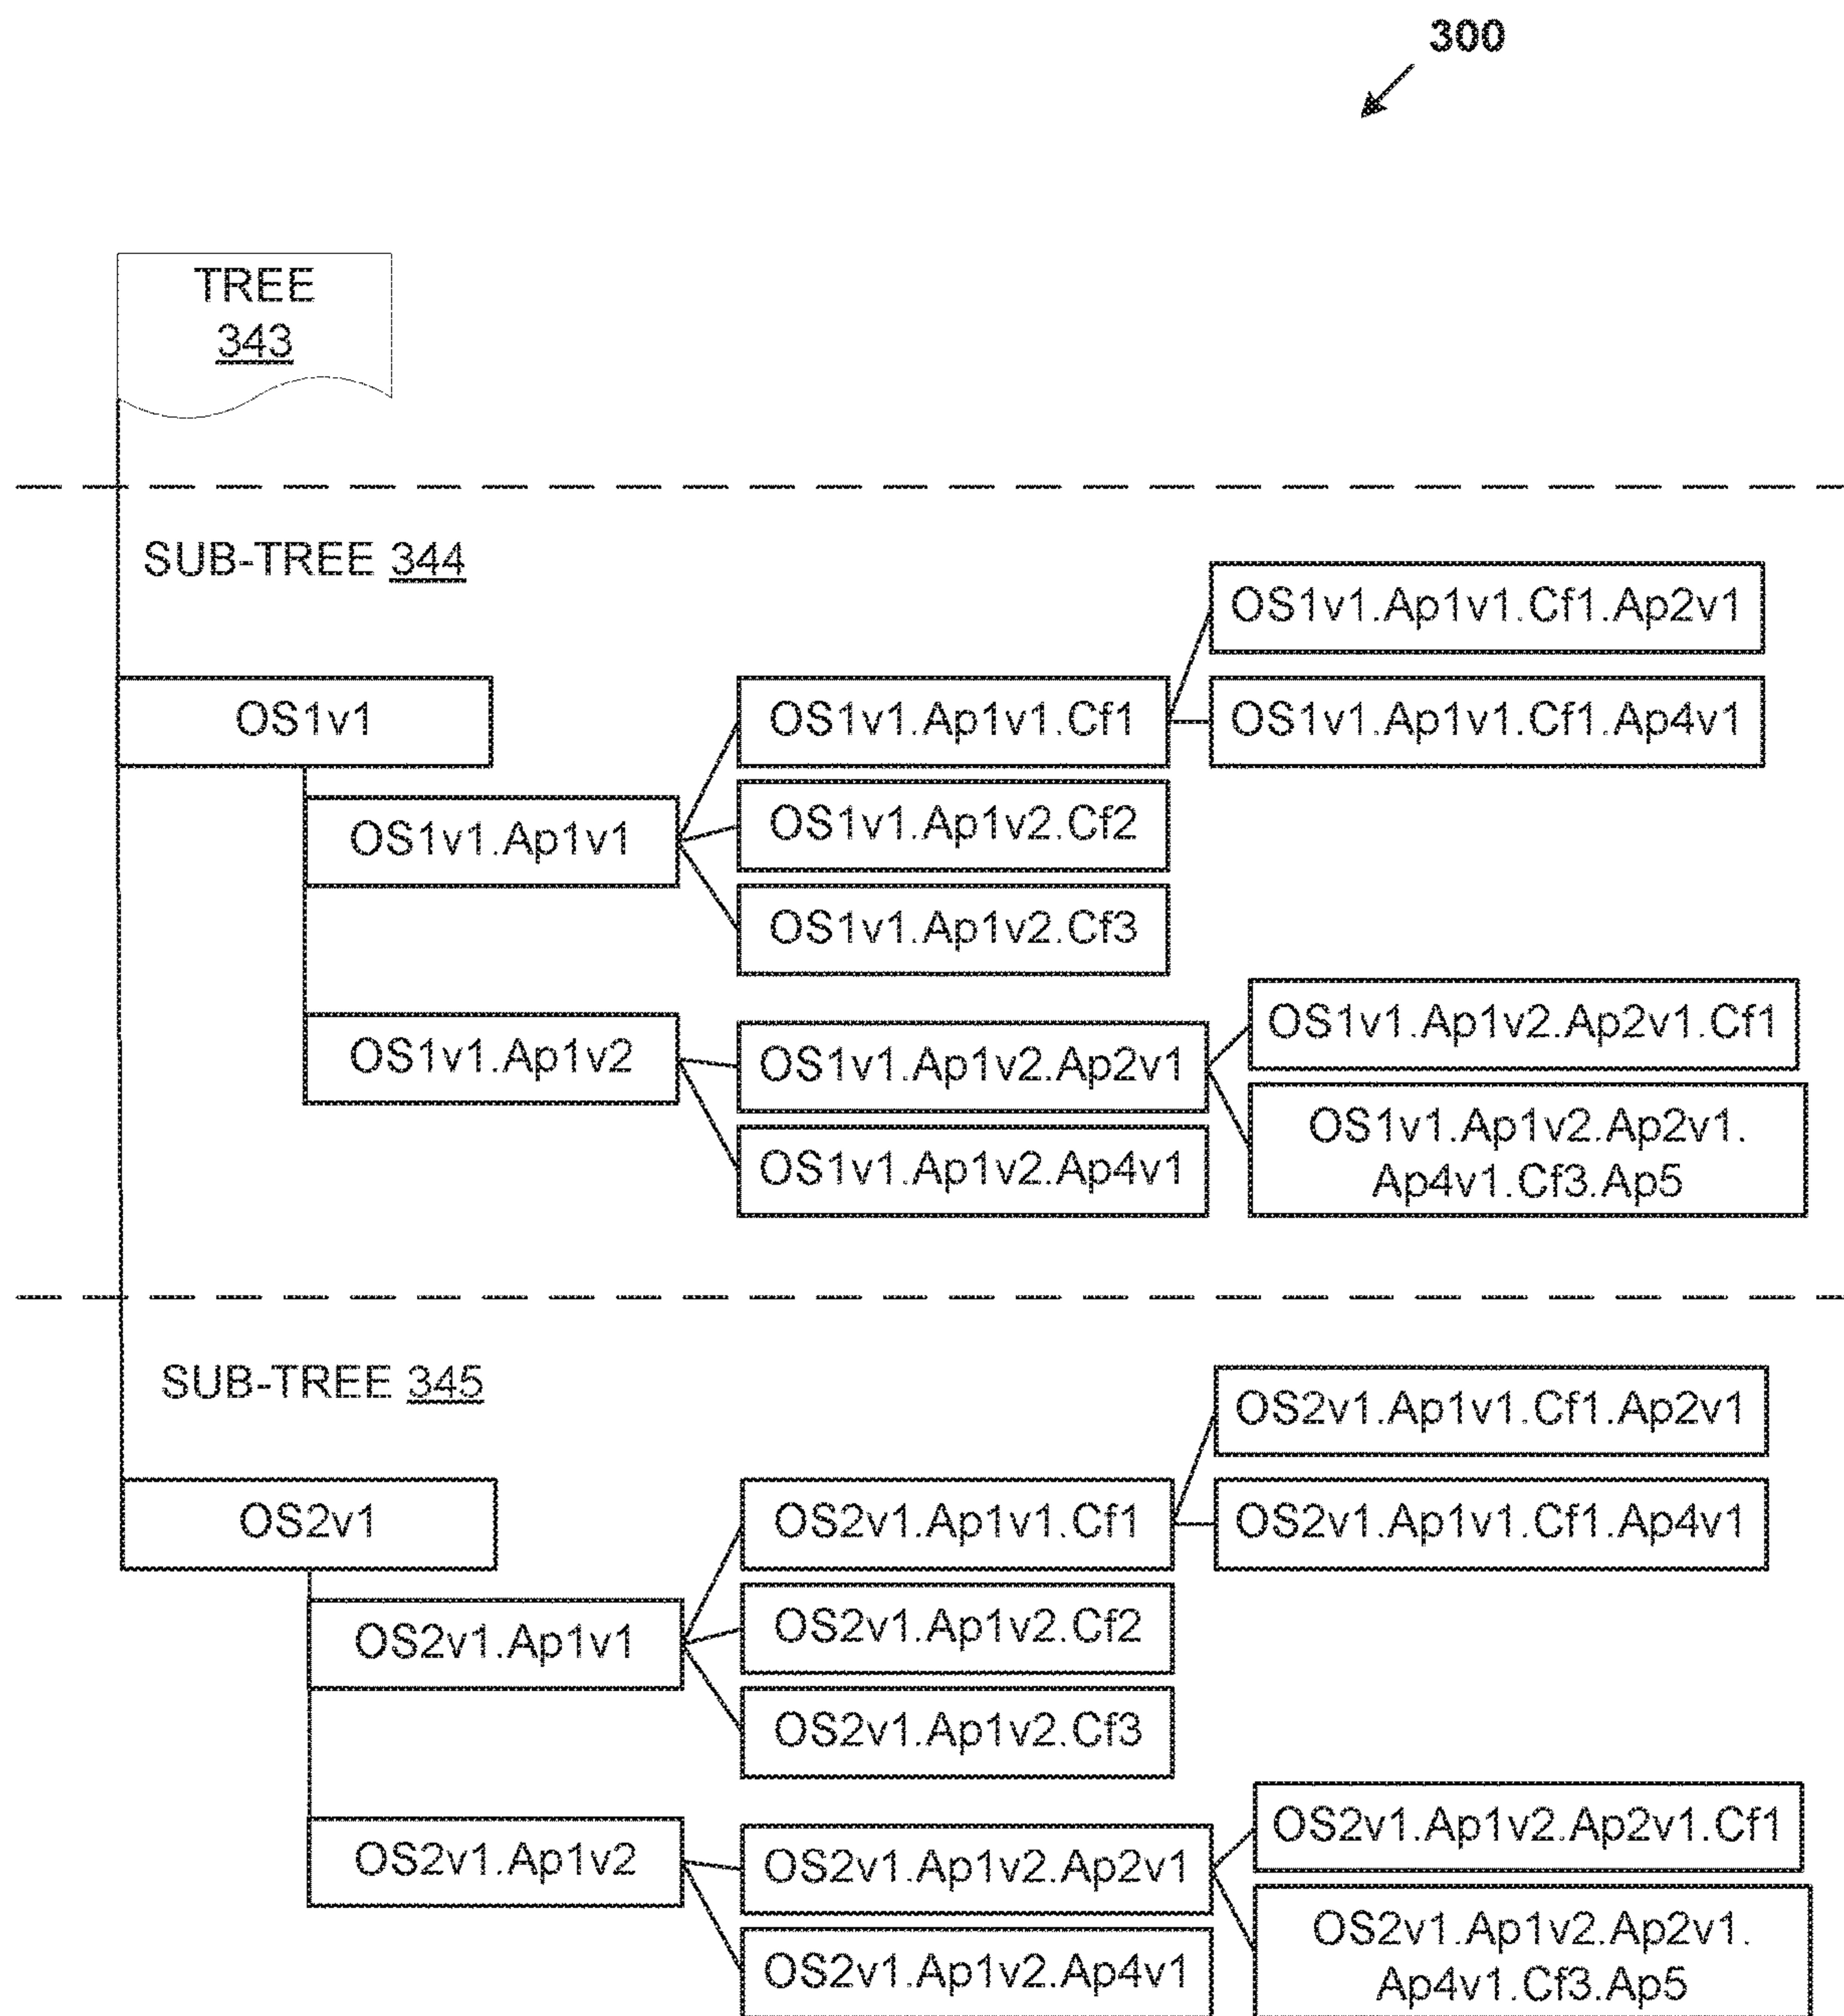 300
TREE
343
SUB-TREE 344
OS1v1.Ap1v1.Cf1.Ap2v1
OS1v1
OS1v1.Ap1v1.Cf1
OS1v1.Ap1v1.Cf1.Ap4v1
OS1v1.Ap1v1
OS1v1.Ap1v2.Cf2
OS1v1.Ap1v2.Cf3
OS1v1.Ap1v2
OS1v1.Ap1v2.Ap2v1
OS1v1.Ap1v2.Ap2v1.Cf1
OS1v1.Ap1v2.Ap4v1
OS1v1.Ap1v2.Ap2v1.
Ap4v1.Cf3.Ap5
SUB-TREE 345
OS2v1.Ap1v1.Cf1.Ap2v1
OS2v1
OS2v1.Ap1v1.Cf1
OS2v1.Ap1v1.Cf1.Ap4v1
OS2v1.Ap1v1
OS2v1.Ap1v2.Cf2
OS2v1.Ap1v2.Cf3
OS2v1.Ap1v2
OS2v1.Ap1v2.Ap2v1
OS2v1.Ap1v2.Ap2v1.Cf1
OS2v1.Ap1v2.Ap4v1
OS2v1.Ap1v2.Ap2v1.
Ap4v1.Cf3.Ap5